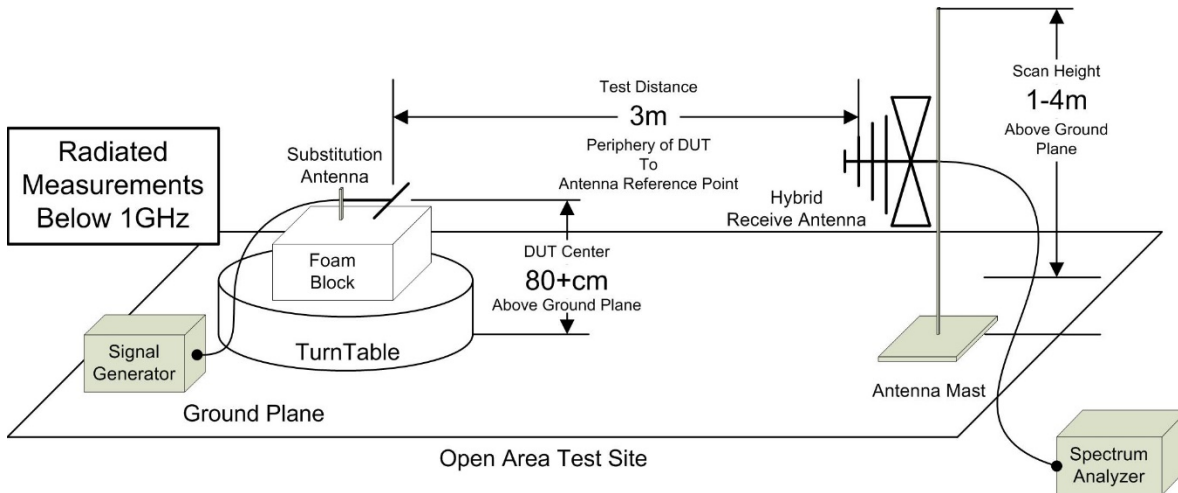 Radiated
Measurements
Below 1GHz
Substitution
Antenna
Test Distance
3m
Periphery of DUT
To
Antenna Reference Point
Scan Height
1-4m
Above Ground
Plane
Hybrid
Receive Antenna
Foam
Block
DUT Center
80+cm
Above Ground Plane
TurnTable
Signal
Generator
Ground Plane
Antenna Mast
Open Area Test Site
Spectrum
Analyzer